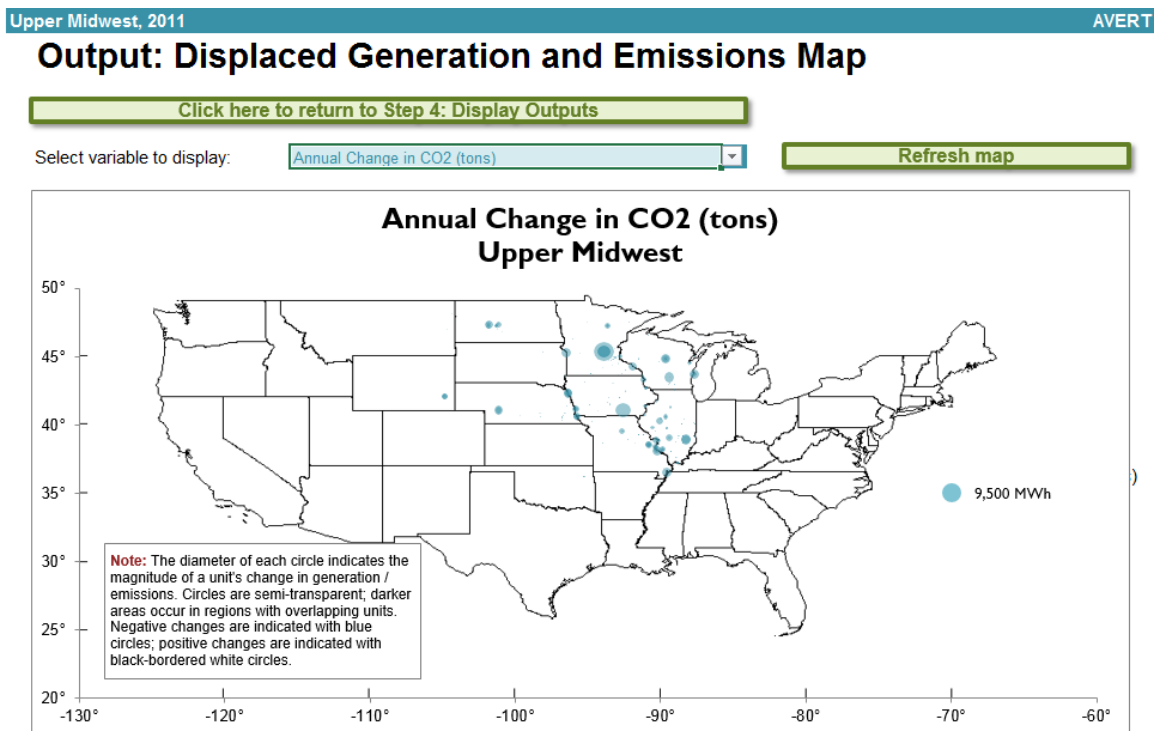 Upper Midwest, 2011 AVERT
Output: Displaced Generation and Emissions Map
Click here to return to Step 4: Display Outputs
Select variable to display: Annual Change in CO2 (tons) Refresh map
Annual Change in CO2 (tons)
Upper Midwest
50°
45°
40°
35°
9,500 MWh
)
30°
25°
20°
Note: The diameter of each circle indicates the
magnitude of a unit's change in generation /
emissions. Circles are semi-transparent; darker
areas occur in regions with overlapping units.
Negative changes are indicated with blue
circles; positive changes are indicated with
black-bordered white circles.
-130° -120° -110° -100° -90° -80° -70° -60°